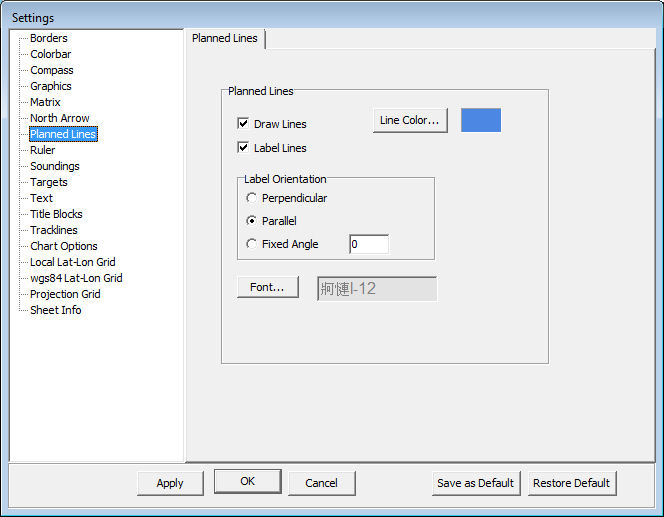 Settings
Borders
Colorbar
Compass
Graphics
Matrix
North Arrow
Planned Lines
Ruler
Soundings
Targets
Text
Title Blocks
Tracklines
Chart Options
Local Lat-Lon Grid
wgs84 Lat-Lon Grid
Projection Grid
Sheet Info
Planned Lines
Planned Lines
Draw Lines
Line Color...
Label Lines
Label Orientation
Perpendicular
Parallel
Fixed Angle 0
Font...
Apply
OK
Cancel
Save as Default
Restore Default